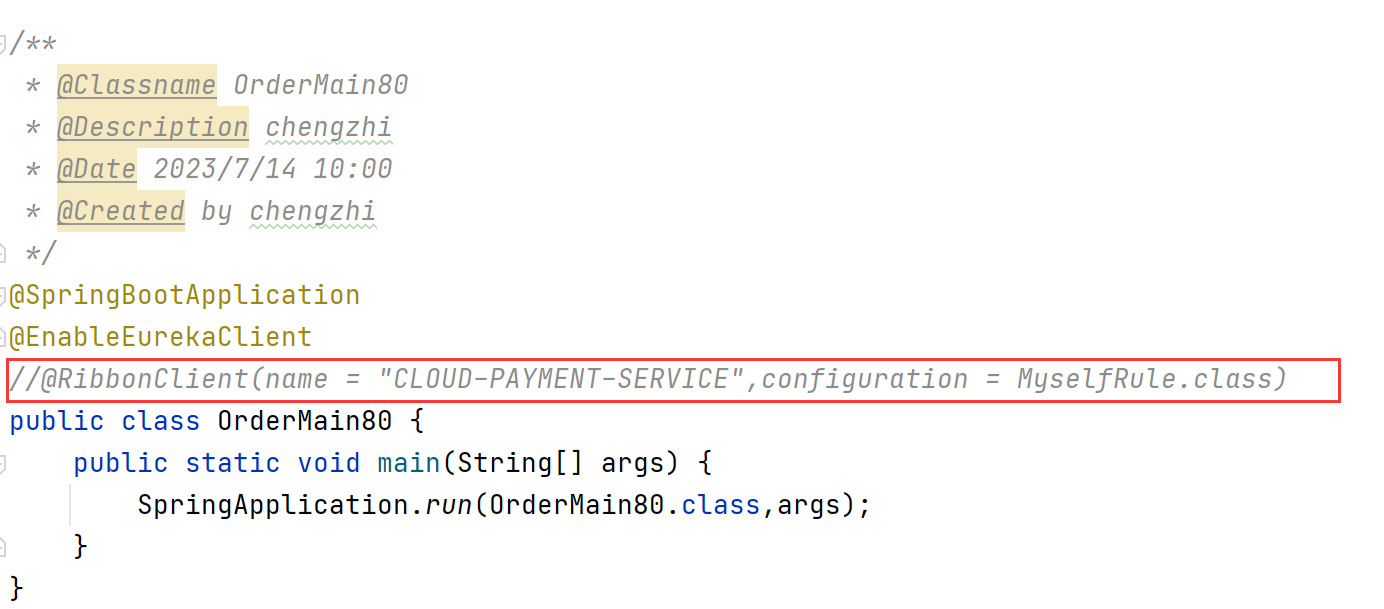 /**
 * @Classname OrderMain80
 * @Description chengzhi
 * @Date 2023/7/14 10:00
 * @Created by chengzhi
 */
@SpringBootApplication
@EnableEurekaClient
//@RibbonClient(name = "CLOUD-PAYMENT-SERVICE",configuration = MyselfRule.class)
public class OrderMain80 {
    public static void main(String[] args) {
        SpringApplication.run(OrderMain80.class,args);
    }
}